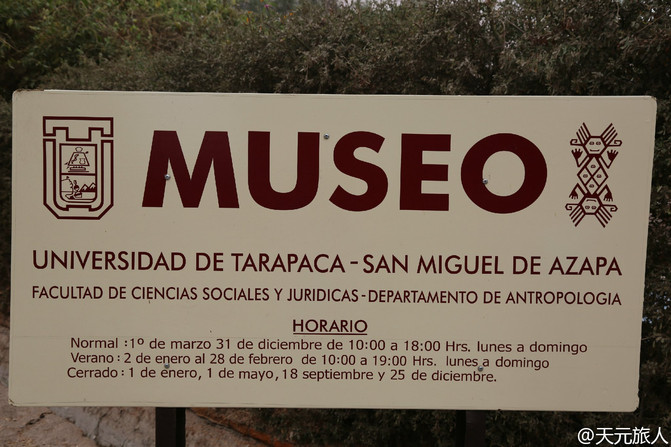 MUSEO
UNIVERSIDAD DE TARAPACA - SAN MIGUEL DE AZAPA
FACULTAD DE CIENCIAS SOCIALES Y JURIDICAS - DEPARTAMENTO DE ANTROPOLOGIA
HORARIO
Normal : 1º de marzo 31 de diciembre de 10:00 a 18:00 Hrs. lunes a domingo
Verano : 2 de enero al 28 de febrero de 10:00 a 19:00 Hrs. lunes a domingo
Cerrado : 1 de enero, 1 de mayo, 18 septiembre y 25 de diciembre.
@天元旅人